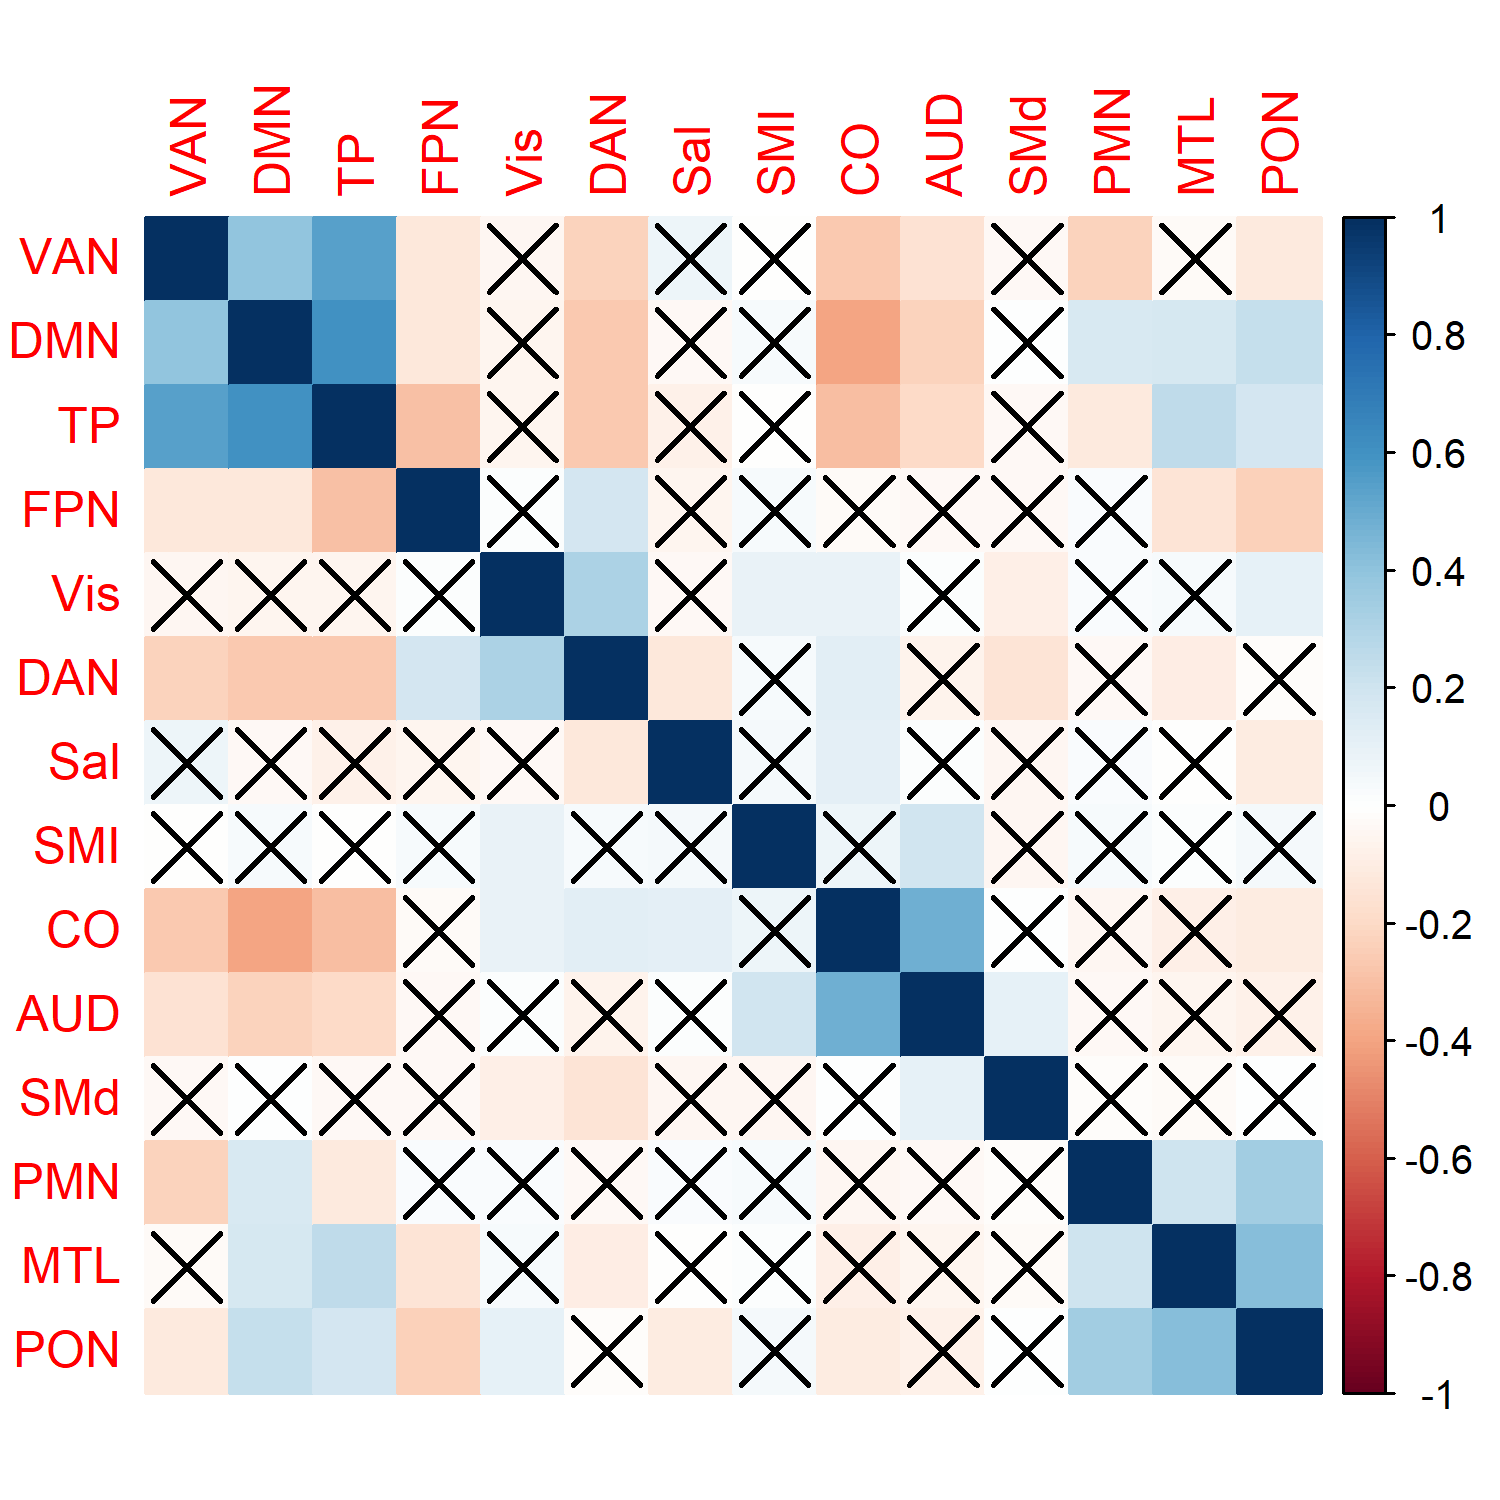 VAN DMN TP FPN Vis DAN Sal SMl CO AUD SMd PMN MTL PON
VAN
DMN
TP
FPN
Vis
DAN
Sal
SMl
CO
AUD
SMd
PMN
MTL
PON
1
0.8
0.6
0.4
0.2
0
-0.2
-0.4
-0.6
-0.8
-1